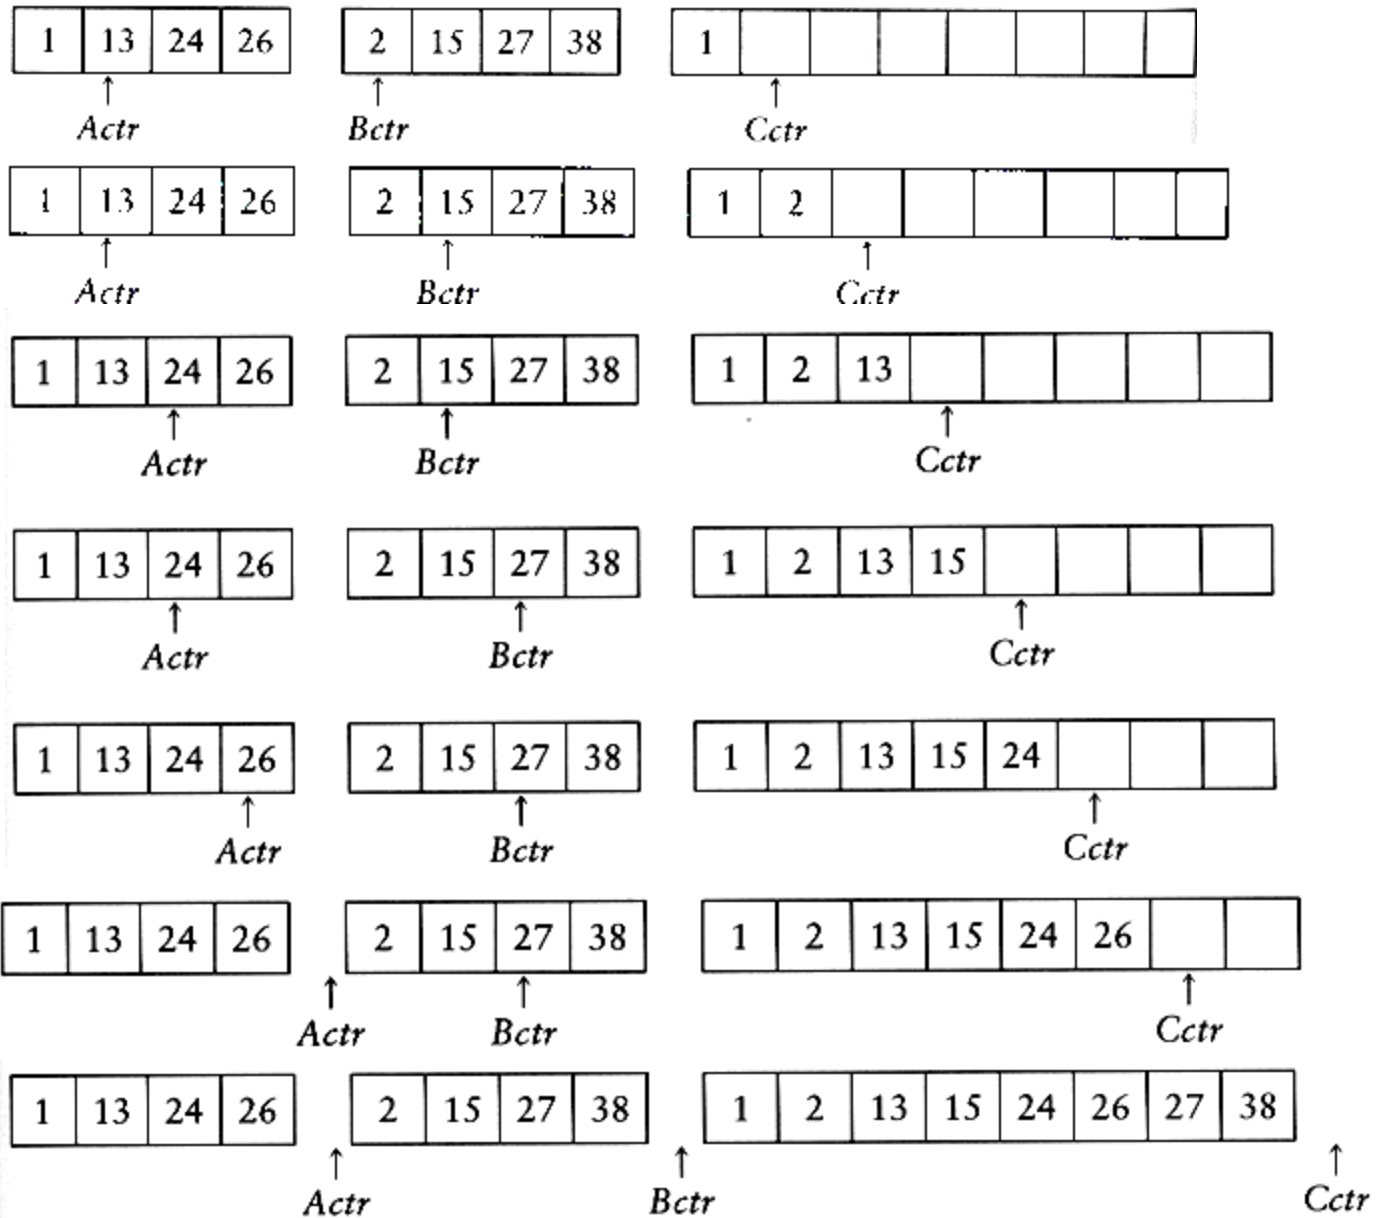 1 13 24 26 2 15 27 38 1
Actr Bctr Cctr
1 13 24 26 2 15 27 38 1 2
Actr Bctr Cctr
1 13 24 26 2 15 27 38 1 2 13
Actr Bctr Cctr
1 13 24 26 2 15 27 38 1 2 13 15
Actr Bctr Cctr
1 13 24 26 2 15 27 38 1 2 13 15 24
Actr Bctr Cctr
1 13 24 26 2 15 27 38 1 2 13 15 24 26
Actr Bctr Cctr
1 13 24 26 2 15 27 38 1 2 13 15 24 26 27 38
Actr Bctr Cctr